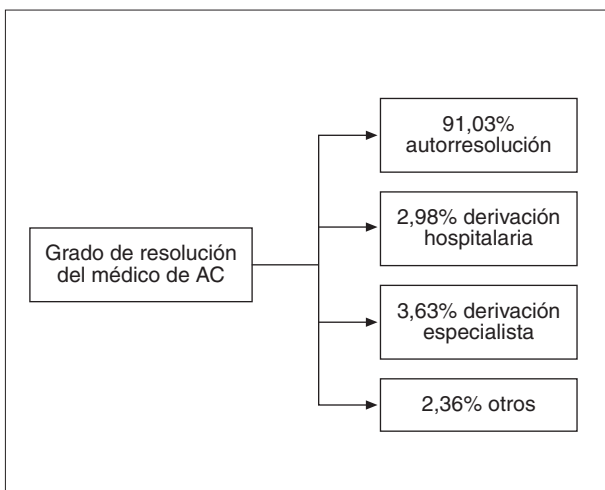 Grado de resolución
del médico de AC
91,03%
autorresolución
2,98% derivación
hospitalaria
3,63% derivación
especialista
2,36% otros